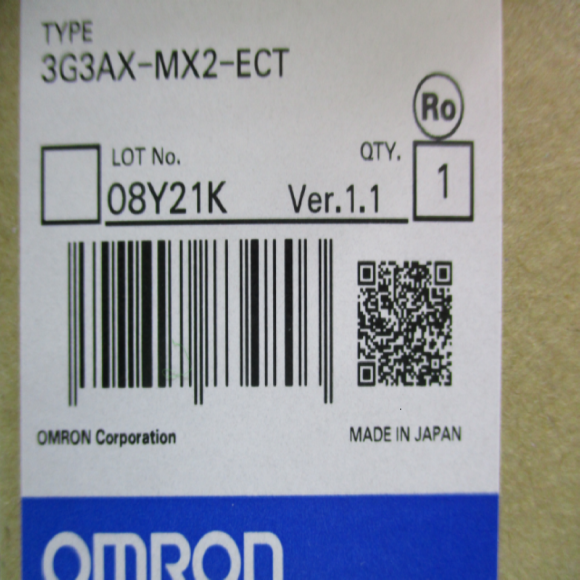 TYPE
3G3AX-MX2-ECT
Ro
LOT No.
QTY.
08Y21K
Ver.1.1
1
OMRON Corporation
MADE IN JAPAN
OMRON